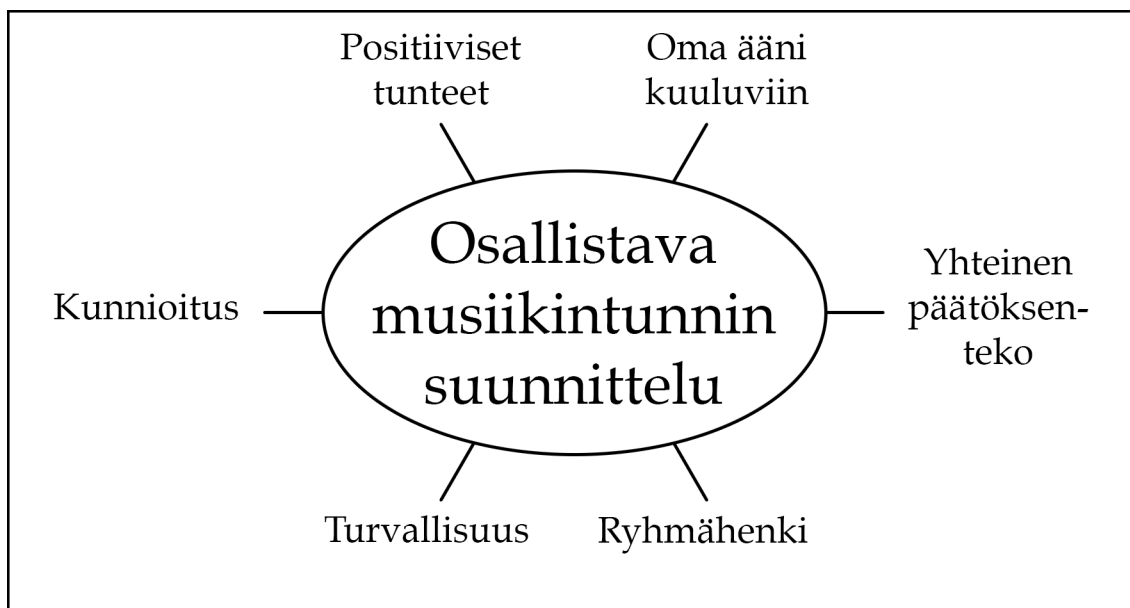 Positiiviset
tunteet
Oma ääni
kuuluviin
Kunnioitus
Osallistava
musiikintunnin
suunnittelu
Yhteinen
päätöksen-
teko
Turvallisuus
Ryhmähenki